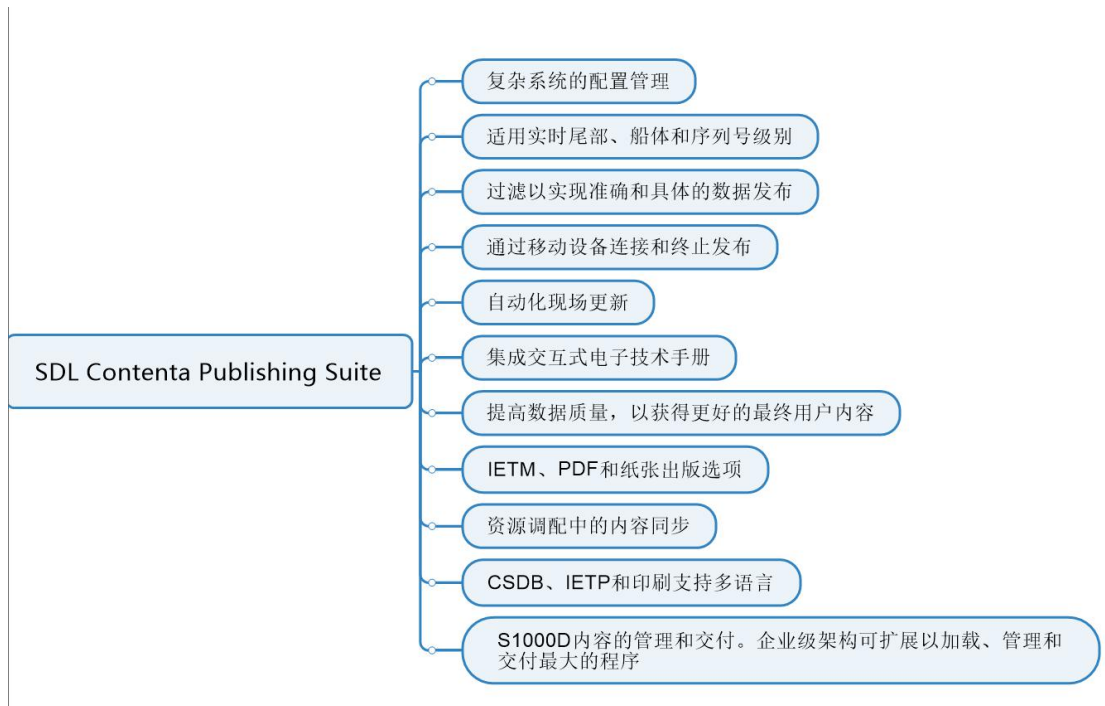 SDL Contenta Publishing Suite
复杂系统的配置管理
适用实时尾部、船体和序列号级别
过滤以实现准确和具体的数据发布
通过移动设备连接和终止发布
自动化现场更新
集成交互式电子技术手册
提高数据质量，以获得更好的最终用户内容
IETM、PDF和纸张出版选项
资源调配中的内容同步
CSDB、IETP和印刷支持多语言
S1000D内容的管理和交付。企业级架构可扩展以加载、管理和
交付最大的程序